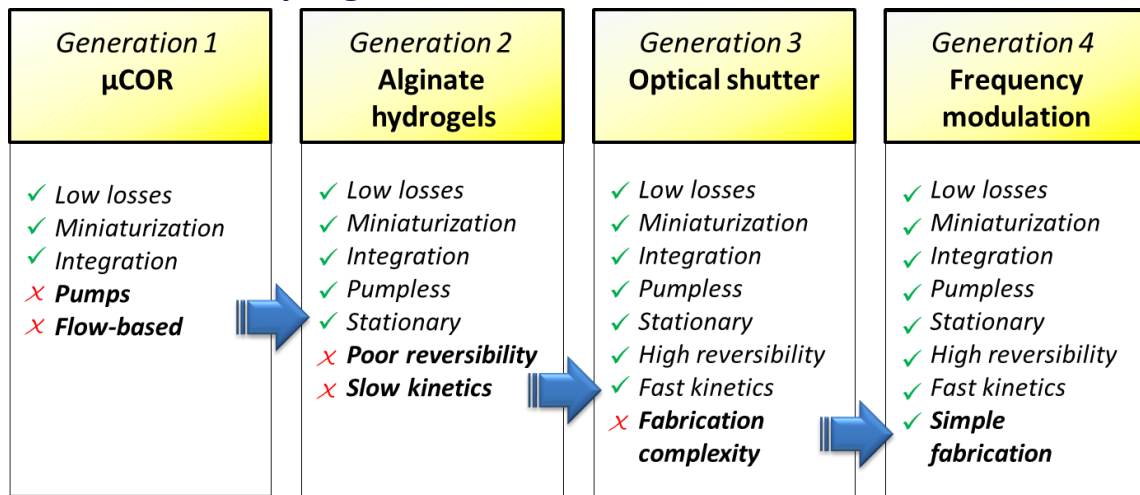 Generation 1
µCOR
✓ Low losses
✓ Miniaturization
✓ Integration
✗ Pumps
✗ Flow-based
Generation 2
Alginate
hydrogels
✓ Low losses
✓ Miniaturization
✓ Integration
✓ Pumpless
✓ Stationary
✗ Poor reversibility
✗ Slow kinetics
Generation 3
Optical shutter
✓ Low losses
✓ Miniaturization
✓ Integration
✓ Pumpless
✓ Stationary
✓ High reversibility
✓ Fast kinetics
✗ Fabrication
complexity
Generation 4
Frequency
modulation
✓ Low losses
✓ Miniaturization
✓ Integration
✓ Pumpless
✓ Stationary
✓ High reversibility
✓ Fast kinetics
✓ Simple
fabrication